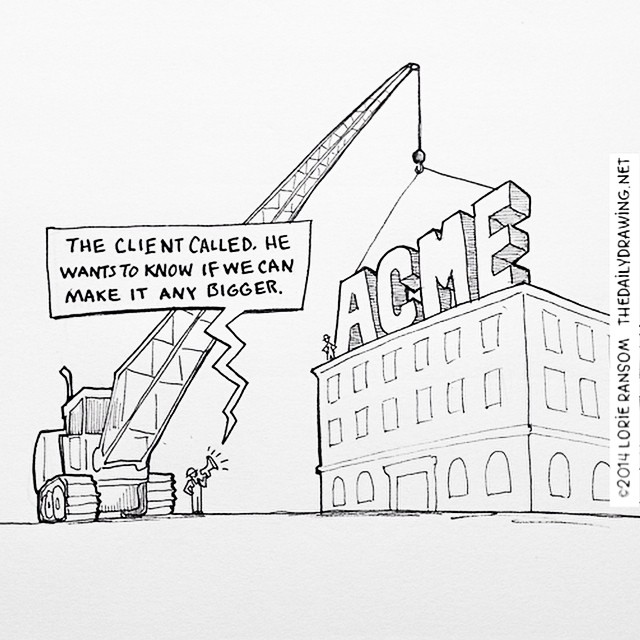 THE CLIENT CALLED. HE
WANTS TO KNOW IF WE CAN
MAKE IT ANY BIGGER.
ACME
©2014 LORIE RANSOM THEDAILYDRAWING.NET